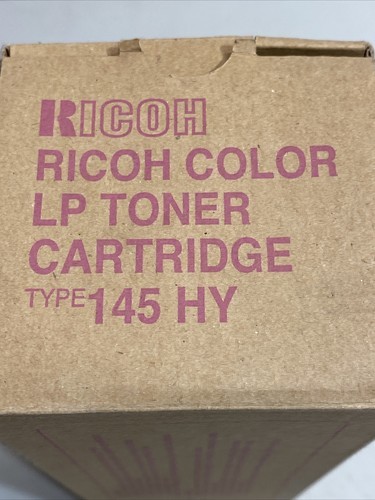 RICOH
RICOH COLOR
LP TONER
CARTRIDGE
TYPE 145 HY